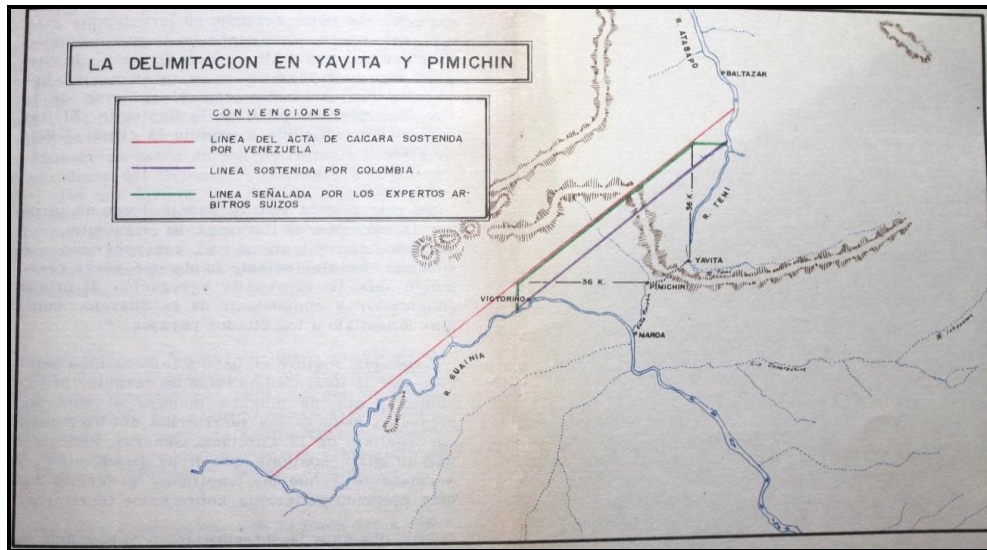 LA DELIMITACION EN YAVITA Y PIMICHIN
CONVENCIONES
LINEA DEL ACTA DE CAICARA SOSTENIDA
POR VENEZUELA.
LINEA SOSTENIDA POR COLOMBIA.
LINEA SEÑALADA POR LOS EXPERTOS AR-
BITROS SUIZOS
R. ATABAPO
BALTAZAR
R. TEMI
36 K.
YAVITA
36 K.
PIMICHIN
VICTORINO
MAROA
R. GUAINIA